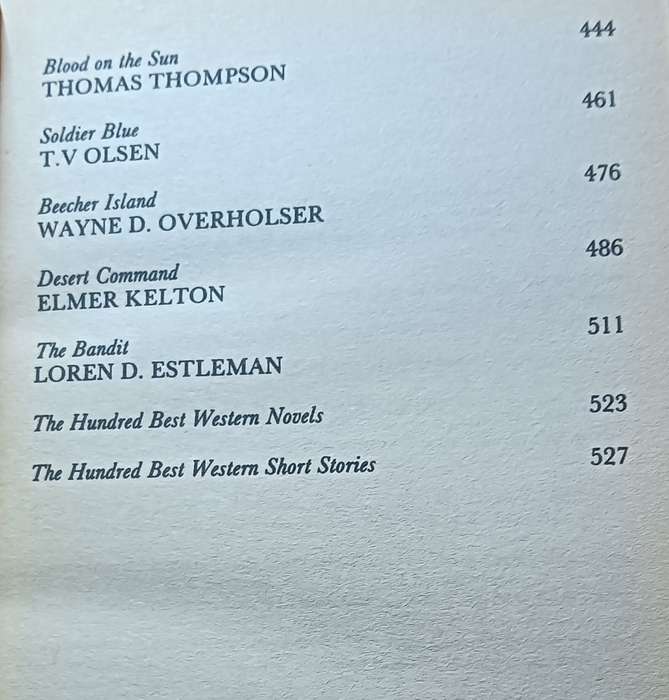 444
Blood on the Sun
THOMAS THOMPSON
461
Soldier Blue
T.V OLSEN
476
Beecher Island
WAYNE D. OVERHOLSER
486
Desert Command
ELMER KELTON
511
The Bandit
LOREN D. ESTLEMAN
523
The Hundred Best Western Novels
527
The Hundred Best Western Short Stories